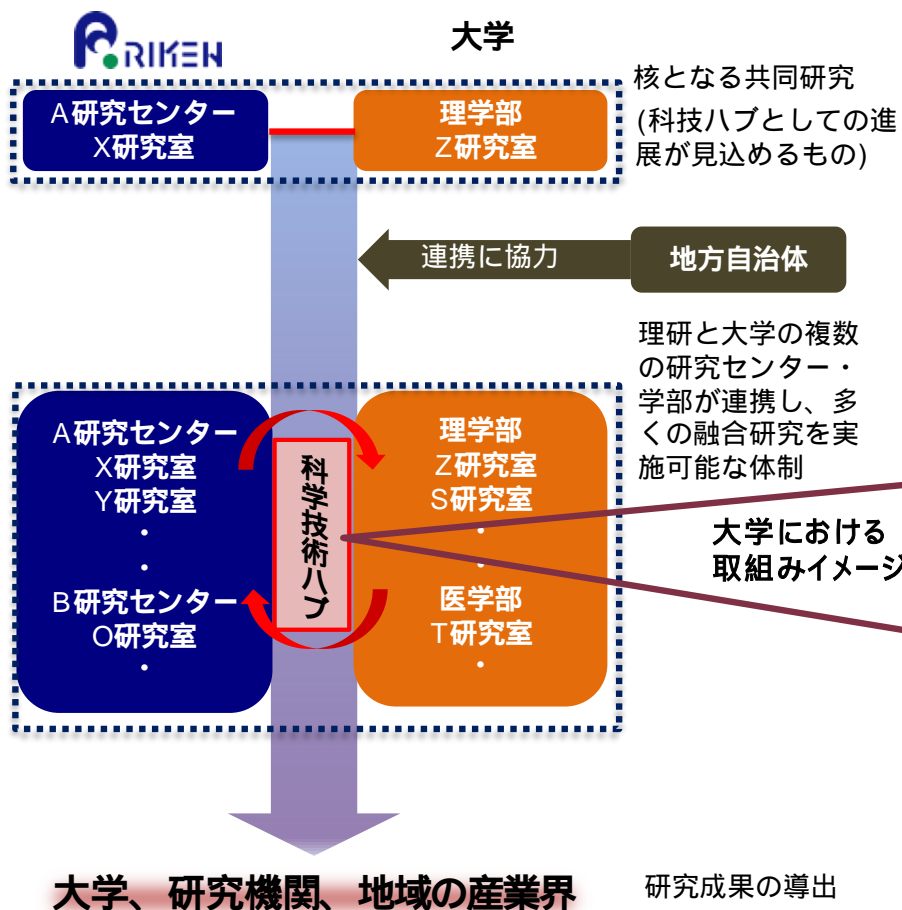 RIKEN
大学
A研究センター
X研究室
理学部
Z研究室
核となる共同研究
(科技ハブとしての進
展が見込めるもの)
連携に協力
地方自治体
理研と大学の複数
の研究センター・
学部が連携し、多
くの融合研究を実
施可能な体制
A研究センター
X研究室
Y研究室
・
・
B研究センター
O研究室
・
科学技術ハブ
理学部
Z研究室
S研究室
・
・
医学部
T研究室
・
大学における
取組みイメージ
大学、研究機関、地域の産業界
研究成果の導出